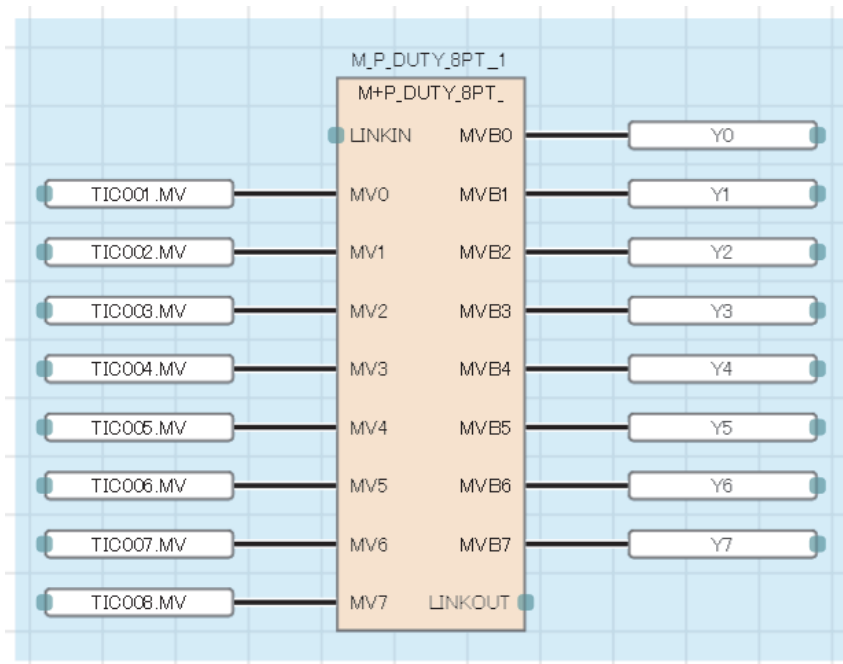 M_P_DUTY_8PT_1
M+P_DUTY_8PT_
LINKIN MVB0 Y0
TIC001.MV MV0 MVB1 Y1
TIC002.MV MV1 MVB2 Y2
TIC003.MV MV2 MVB3 Y3
TIC004.MV MV3 MVB4 Y4
TIC005.MV MV4 MVB5 Y5
TIC006.MV MV5 MVB6 Y6
TIC007.MV MV6 MVB7 Y7
TIC008.MV MV7 LINKOUT